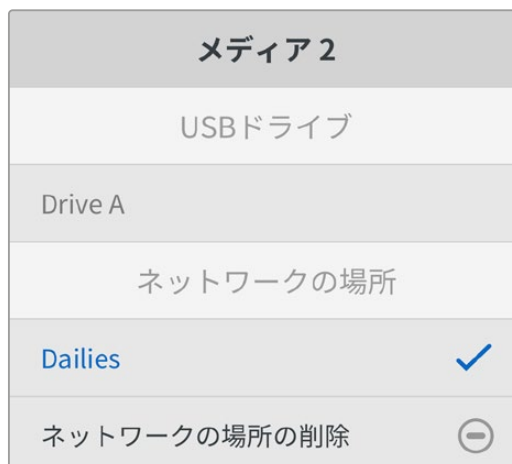 メディア 2
USBドライブ
Drive A
ネットワークの場所
Dailies
ネットワークの場所の削除